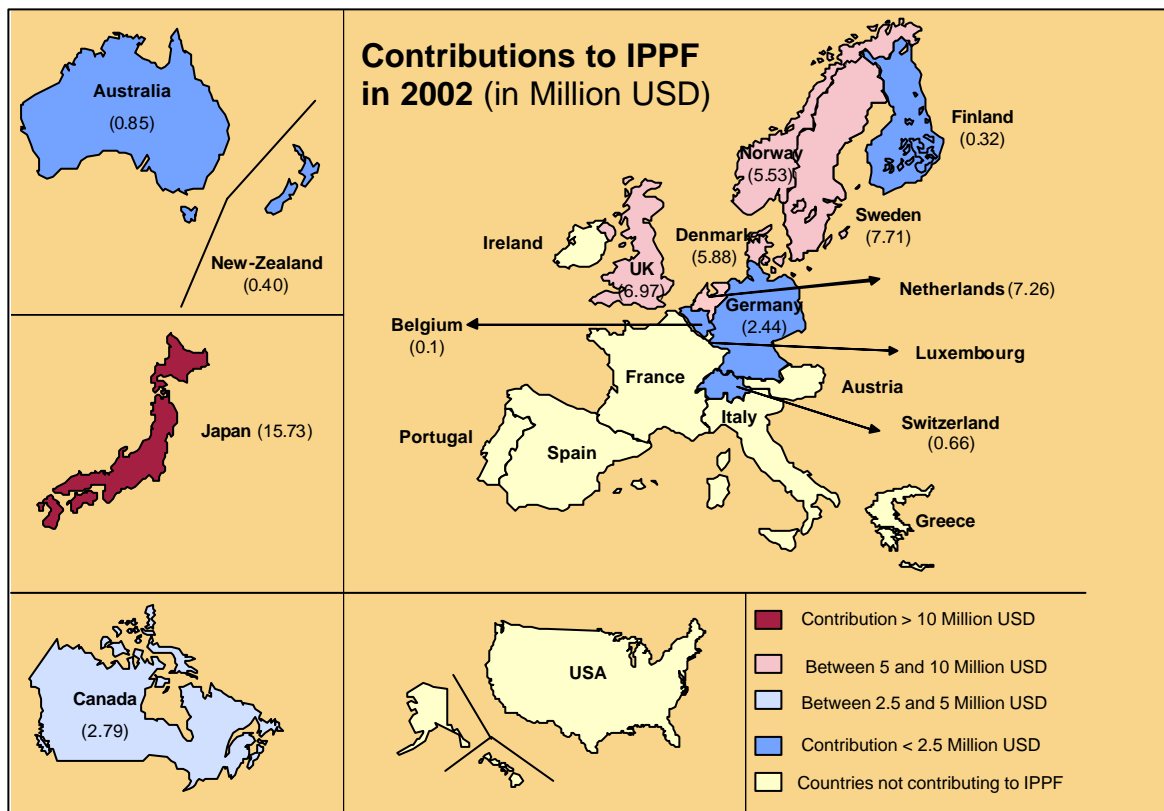 Contributions to IPPF
in 2002 (in Million USD)
Australia
(0.85)
New-Zealand
(0.40)
Japan (15.73)
Canada
(2.79)
Finland
(0.32)
Norway
(5.53)
Sweden
(7.71)
Ireland
Denmark
(5.88)
UK
(6.97)
Netherlands (7.26)
Germany
(2.44)
Belgium
(0.1)
Luxembourg
France
Austria
Italy
Switzerland
(0.66)
Portugal
Spain
Greece
USA
Contribution > 10 Million USD
Between 5 and 10 Million USD
Between 2.5 and 5 Million USD
Contribution < 2.5 Million USD
Countries not contributing to IPPF